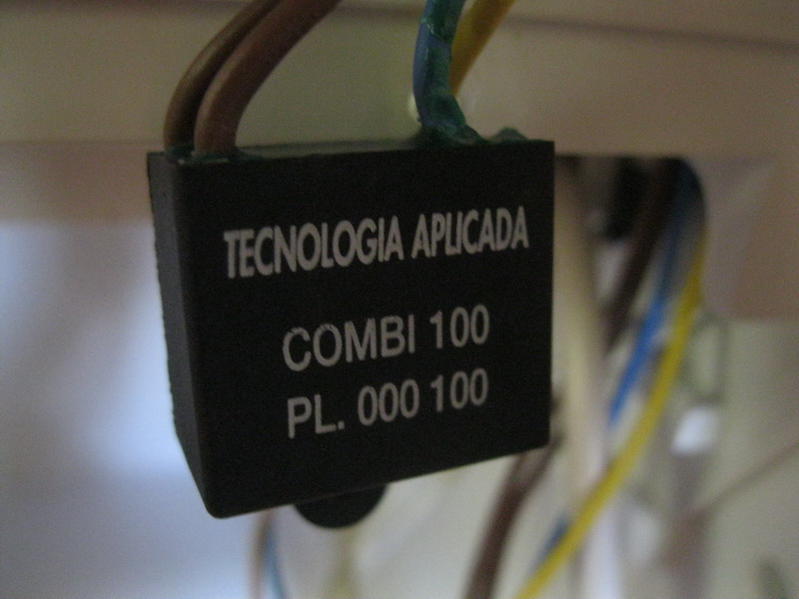 TECNOLOGIA APLICADA
COMBI 100
PL. 000 100